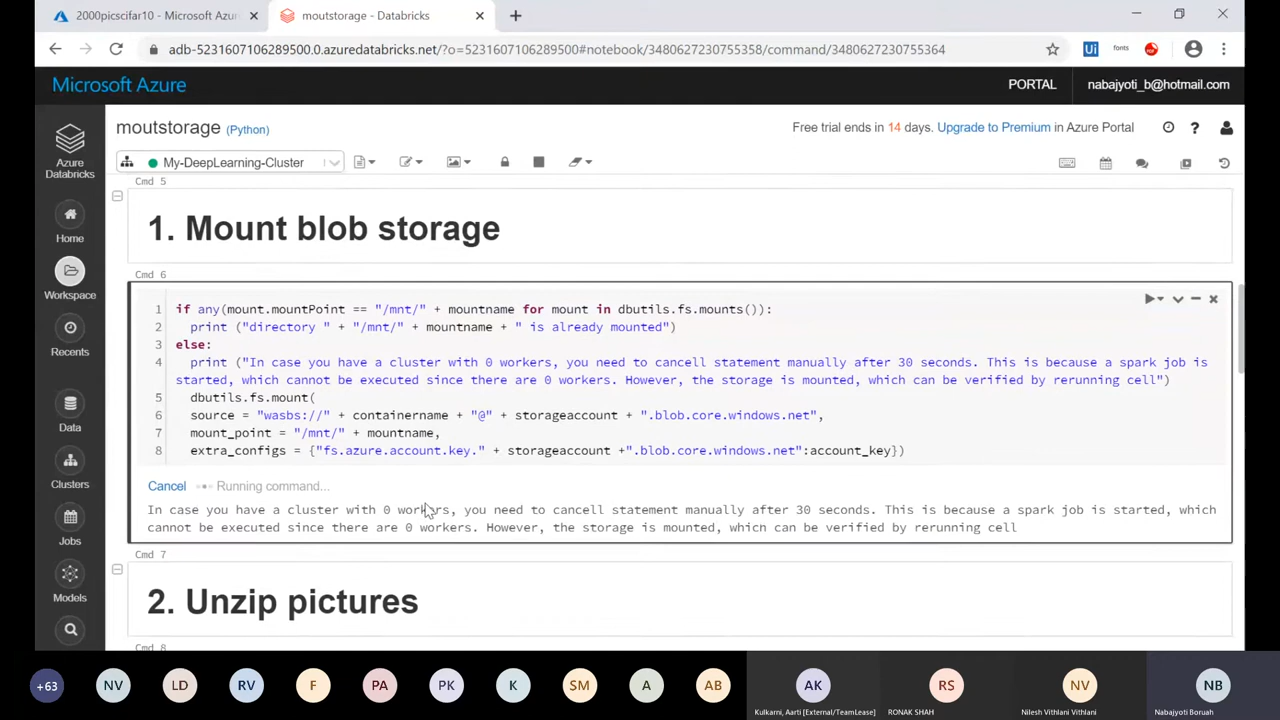 2000picscifar10 - Microsoft Azure
moutstorage - Databricks
adb-5231607106289500.0.azuredatabricks.net/?o=5231607106289500#notebook/3480627230755358/command/3480627230755364
Ui
fonts
Microsoft Azure
PORTAL
nabajyoti_b@hotmail.com
moutstorage (Python)
Free trial ends in 14 days. Upgrade to Premium in Azure Portal
?
My-DeepLearning-Cluster
Azure
Databricks
Home
Workspace
Recents
Data
Clusters
Jobs
Models
Cmd 5
1. Mount blob storage
Cmd 6
1 if any(mount.mountPoint == "/mnt/" + mountname for mount in dbutils.fs.mounts()):
2 print ("directory " + "/mnt/" + mountname + " is already mounted")
3 else:
4 print ("In case you have a cluster with 0 workers, you need to cancell statement manually after 30 seconds. This is because a spark job is
started, which cannot be executed since there are 0 workers. However, the storage is mounted, which can be verified by rerunning cell")
5 dbutils.fs.mount(
6 source = "wasbs://" + containername + "@" + storageaccount + ".blob.core.windows.net",
7 mount_point = "/mnt/" + mountname,
8 extra_configs = {"fs.azure.account.key." + storageaccount +".blob.core.windows.net":account_key})
Cancel Running command...
In case you have a cluster with 0 workers, you need to cancell statement manually after 30 seconds. This is because a spark job is started, which
cannot be executed since there are 0 workers. However, the storage is mounted, which can be verified by rerunning cell
Cmd 7
2. Unzip pictures
Cmd 8
+63
NV
LD
RV
F
PA
PK
K
SM
A
AB
AK
Kulkarni, Aarti [External/TeamLease]
RS
RONAK SHAH
NV
Nilesh Vithlani Vithlani
NB
Nabajyoti Boruah